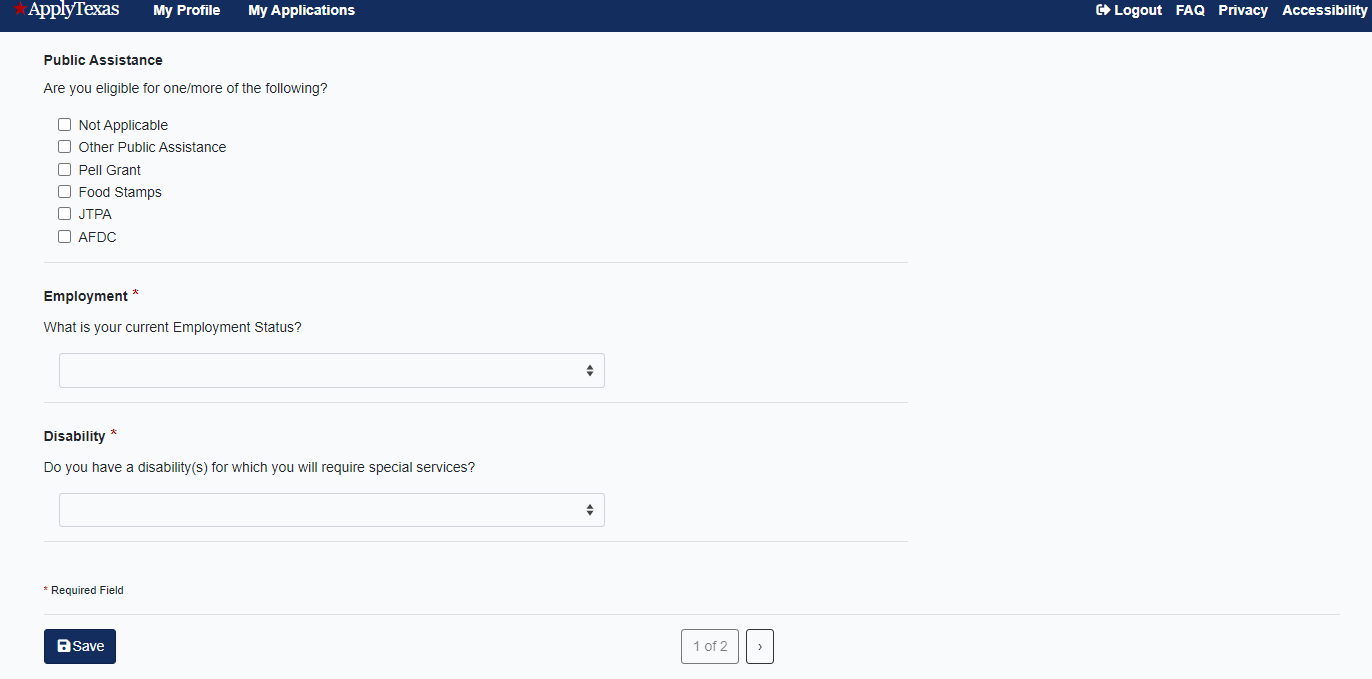 ApplyTexas My Profile My Applications Logout FAQ Privacy Accessibility
Public Assistance
Are you eligible for one/more of the following?
Not Applicable
Other Public Assistance
Pell Grant
Food Stamps
JTPA
AFDC
Employment *
What is your current Employment Status?
Disability *
Do you have a disability(s) for which you will require special services?
* Required Field
Save 1 of 2 ›